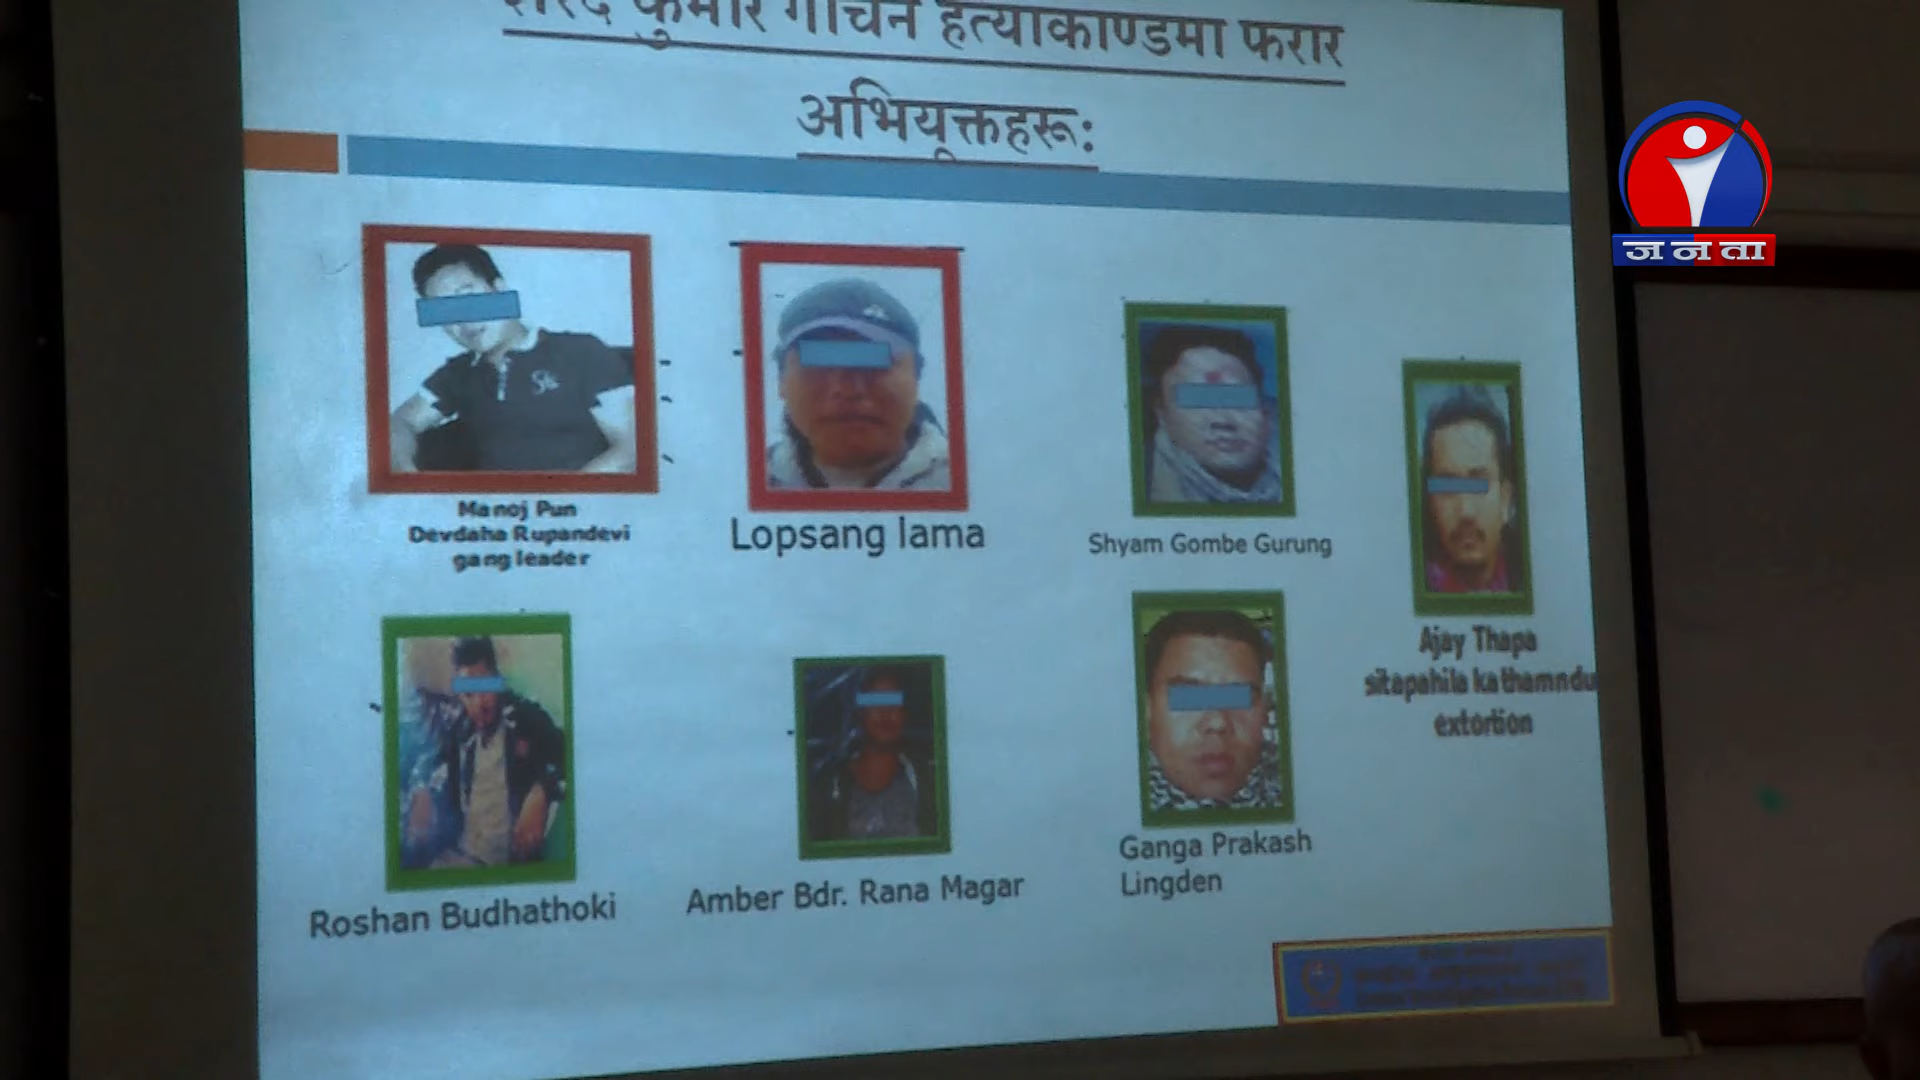 शरद कुमार गौचन हत्याकाण्डमा फरार
अभियूक्तहरू:
जनता
Manoj Pun
Devdaha Rupandevi
gang leader
Lopsang lama
Shyam Gombe Gurung
Ajay Thapa
sitapahila kathamndu
extortion
Roshan Budhathoki
Amber Bdr. Rana Magar
Ganga Prakash
Lingden